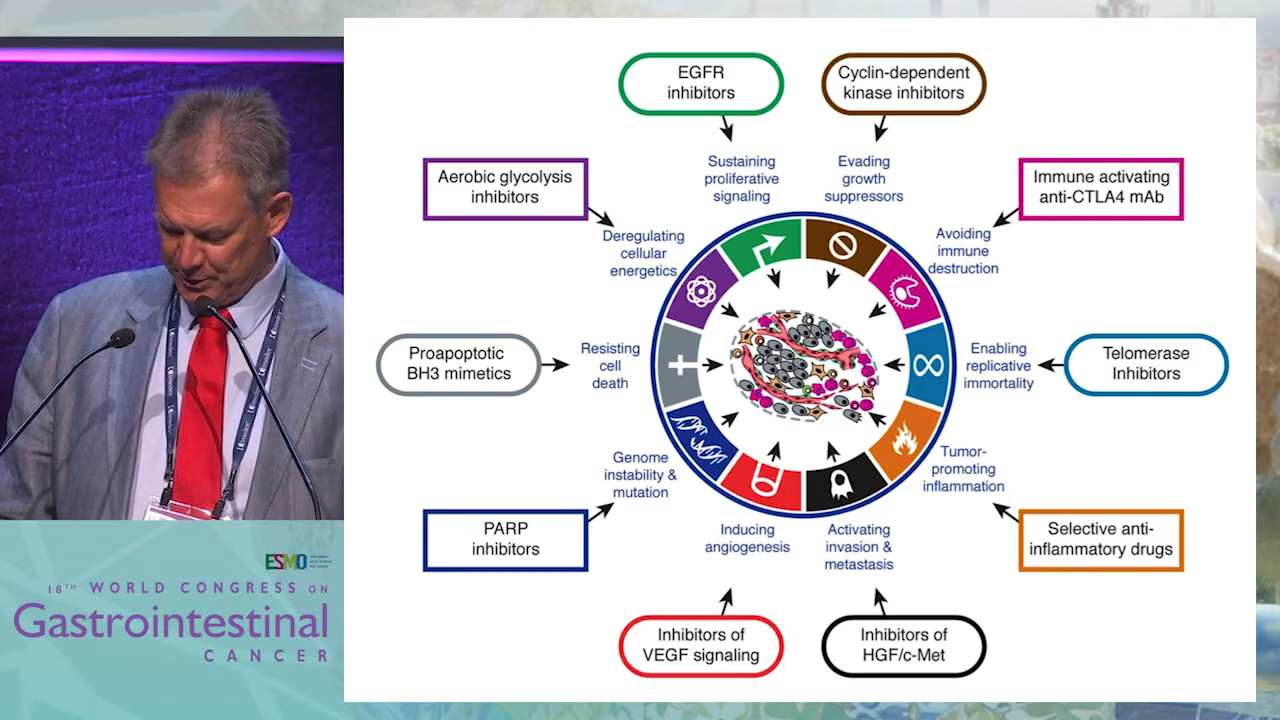 EGFR
inhibitors
Cyclin-dependent
kinase inhibitors
Aerobic glycolysis
inhibitors
Sustaining
proliferative
signaling
Evading
growth
suppressors
Immune activating
anti-CTLA4 mAb
Deregulating
cellular
energetics
Avoiding
immune
destruction
Proapoptotic
BH3 mimetics
Resisting
cell
death
Enabling
replicative
immortality
Telomerase
Inhibitors
Genome
instability &
mutation
Tumor-
promoting
inflammation
PARP
inhibitors
Inducing
angiogenesis
Activating
invasion &
metastasis
Selective anti-
inflammatory drugs
Inhibitors of
VEGF signaling
Inhibitors of
HGF/c-Met
ESMO
18TH WORLD CONGRESS ON
Gastrointestinal
CANCER